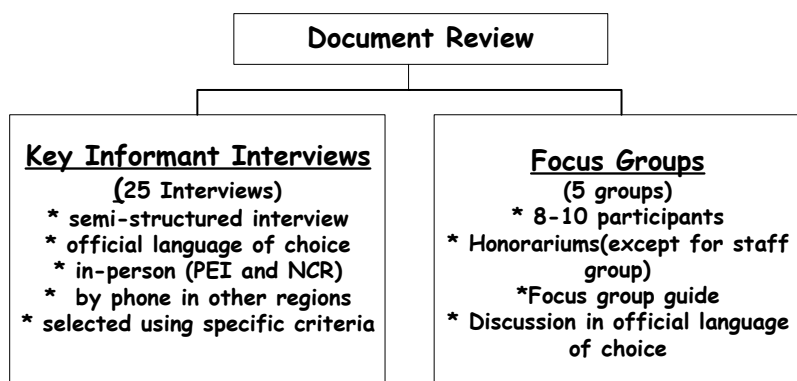 Document Review
Key Informant Interviews
(25 Interviews)
* semi-structured interview
* official language of choice
* in-person (PEI and NCR)
* by phone in other regions
* selected using specific criteria
Focus Groups
(5 groups)
* 8-10 participants
* Honorariums(except for staff
group)
*Focus group guide
* Discussion in official language
of choice